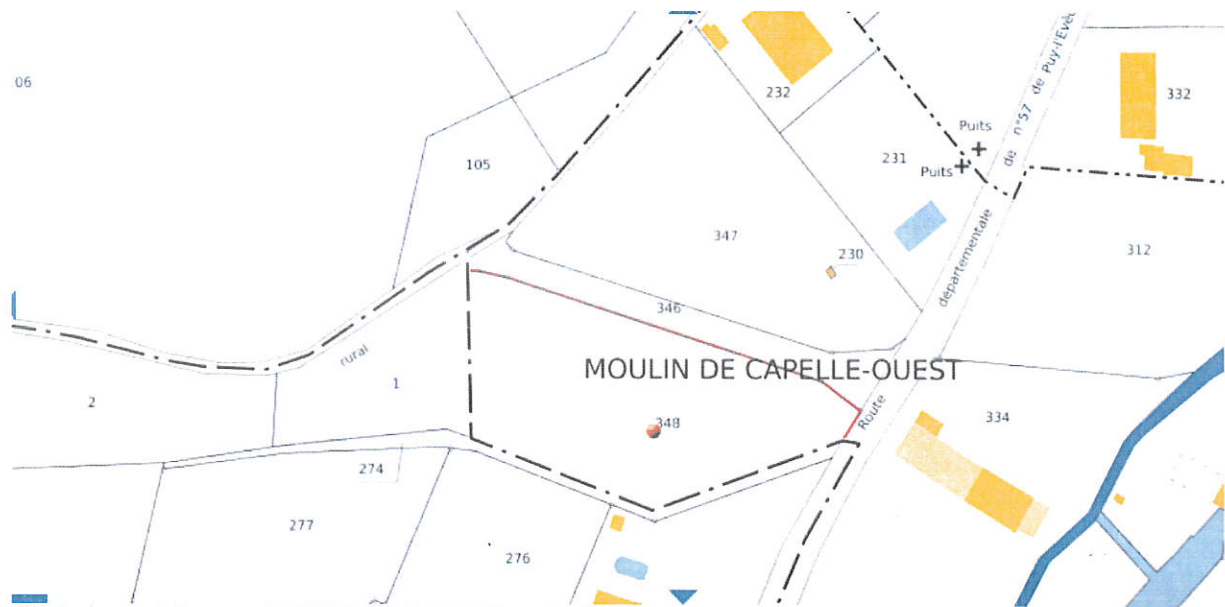 06
232
332
Puits
231
Puits
105
de n°57 de Puy-l'Evêc
347
230
départementale
312
346
rural
MOULIN DE CAPELLE-OUEST
1
2
348
Route
334
274
277
276